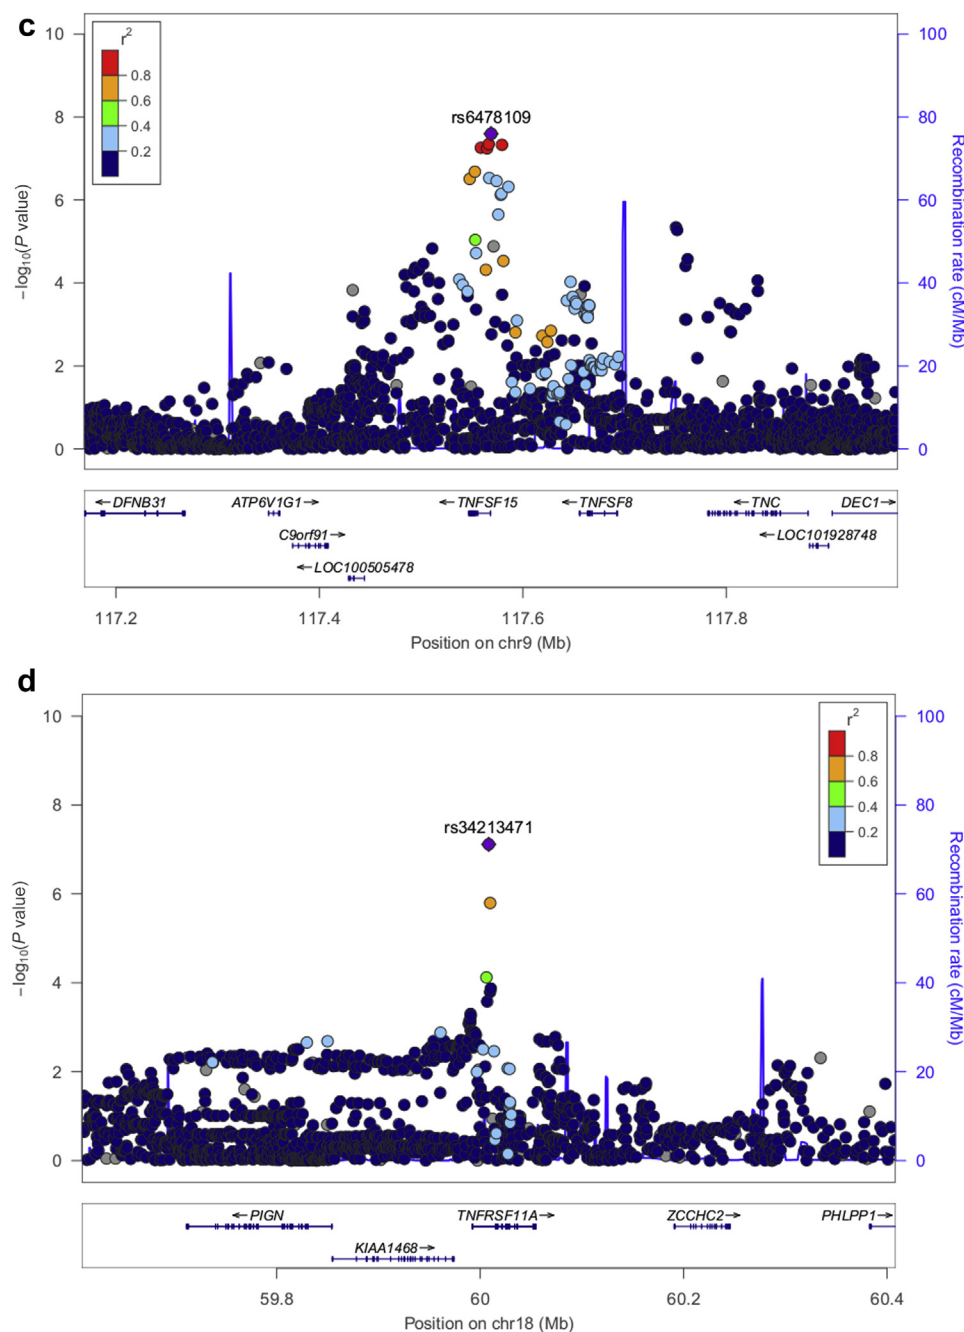 c
r2
0.8
0.6
0.4
0.2
rs6478109
10
8
6
4
2
0
−log10(P value)
100
80
60
40
20
0
Recombination rate (cM/Mb)
←DFNB31
ATP6V1G1→
←TNFSF15
←TNFSF8
←TNC
DEC1→
C9orf91→
←LOC101928748
←LOC100505478
117.2 117.4 117.6 117.8
Position on chr9 (Mb)
d
r2
0.8
0.6
0.4
0.2
rs34213471
10
8
6
4
2
0
−log10(P value)
100
80
60
40
20
0
Recombination rate (cM/Mb)
←PIGN
TNFRSF11A→
ZCCHC2→
PHLPP1→
KIAA1468→
59.8 60 60.2 60.4
Position on chr18 (Mb)